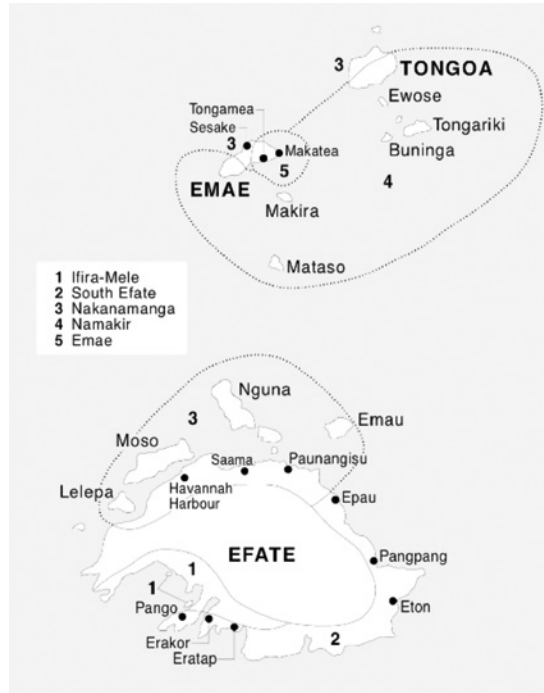 3
TONGOA
Ewose
Tongamea
Tongariki
Sesake
3
Makatea
Buninga
5
4
EMAE
Makira
Mataso
1 Ifira-Mele
2 South Efate
3 Nakanamanga
4 Namakir
5 Emae
Nguna
3
Emau
Moso
Saama
Paunangisu
Lelepa
Havannah
Harbour
Epau
EFATE
Pangpang
1
1
Pango
Eton
Erakor
2
Eratap